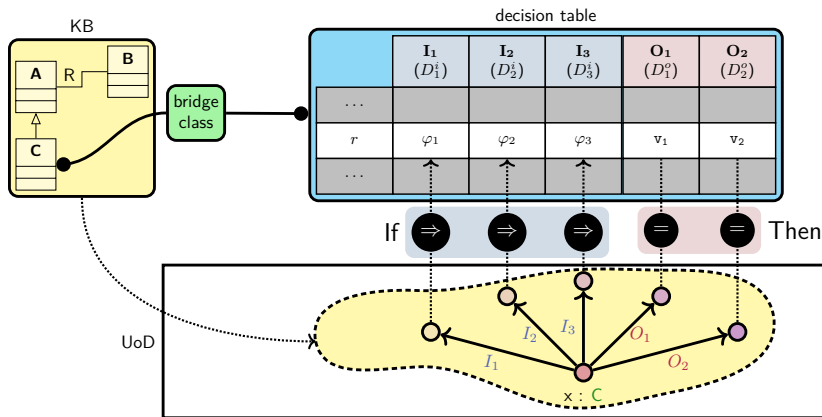 decision table
KB
I₁ I₂ I₃ O₁ O₂
(D₁ⁱ) (D₂ⁱ) (D₃ⁱ) (D₁ᵒ) (D₂ᵒ)
A R B
bridge
class
C
...
r φ₁ φ₂ φ₃ v₁ v₂
...
If ⇒ ⇒ ⇒ = = Then
UoD
I₁ I₂ I₃ O₁ O₂
x : C